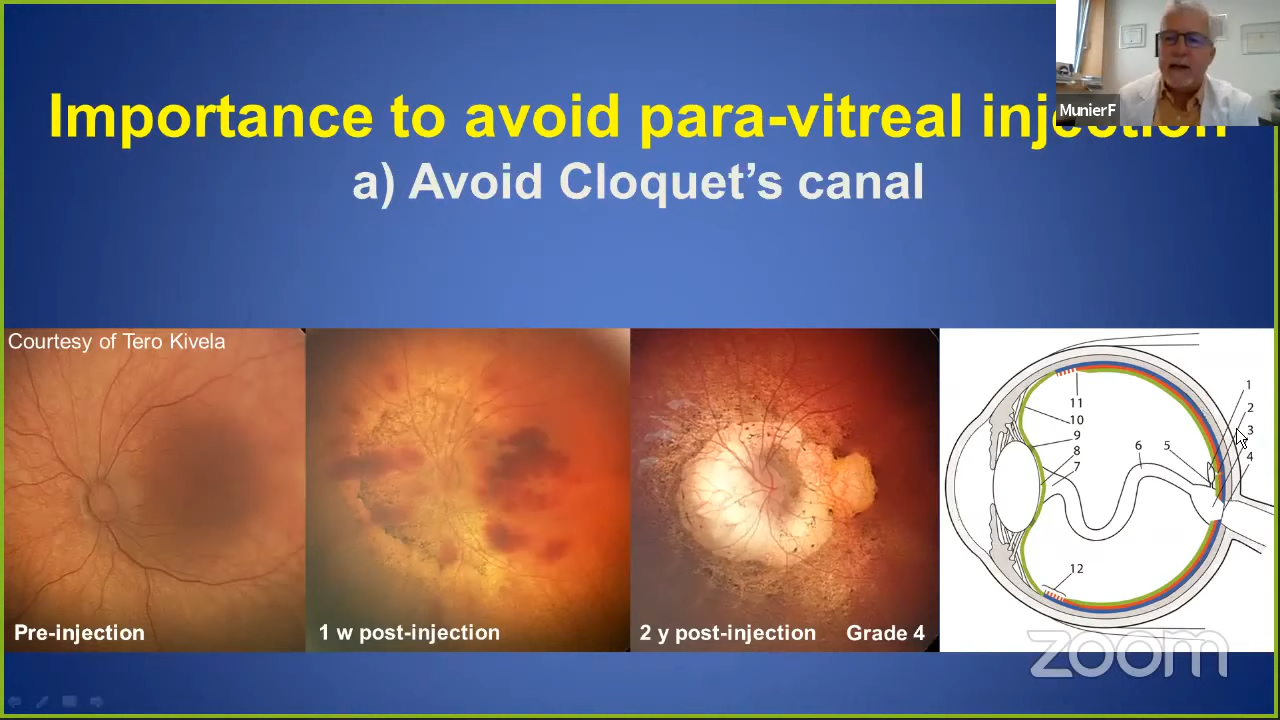 Importance to avoid para-vitreal injection
MunierF
a) Avoid Cloquet's canal
Courtesy of Tero Kivela
Pre-injection
1 w post-injection
2 y post-injection
Grade 4
1
2
3
4
5
6
7
8
9
10
11
12
zoom